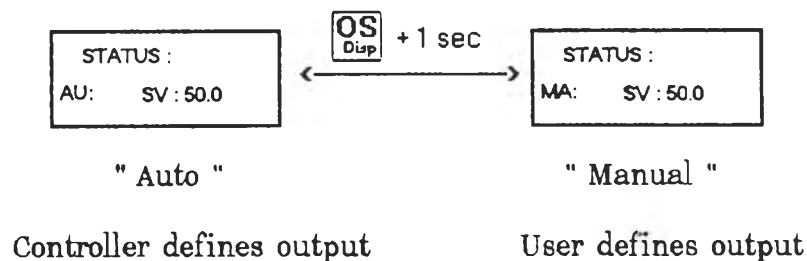 OS
Disp
+ 1 sec
STATUS :
AU: SV : 50.0
STATUS :
MA: SV : 50.0
" Auto "
" Manual "
Controller defines output
User defines output